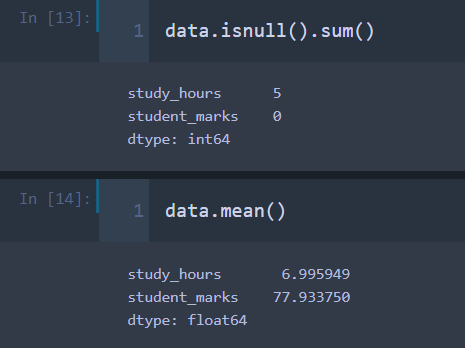 In [13]:
1 data.isnull().sum()
study_hours 5
student_marks 0
dtype: int64
In [14]:
1 data.mean()
study_hours 6.995949
student_marks 77.933750
dtype: float64